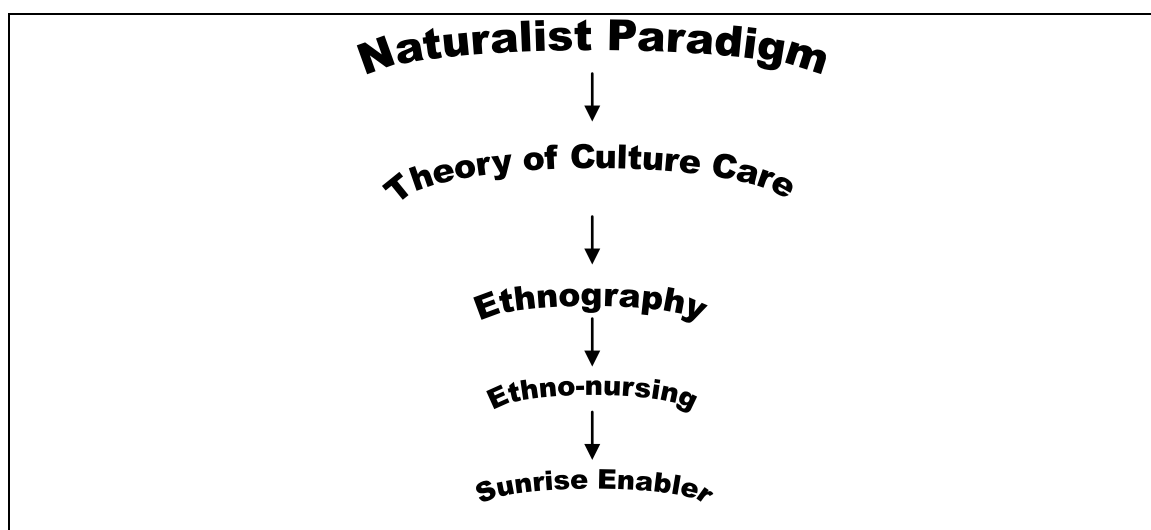 Naturalist Paradigm
Theory of Culture Care
Ethnography
Ethno-nursing
Sunrise Enabler